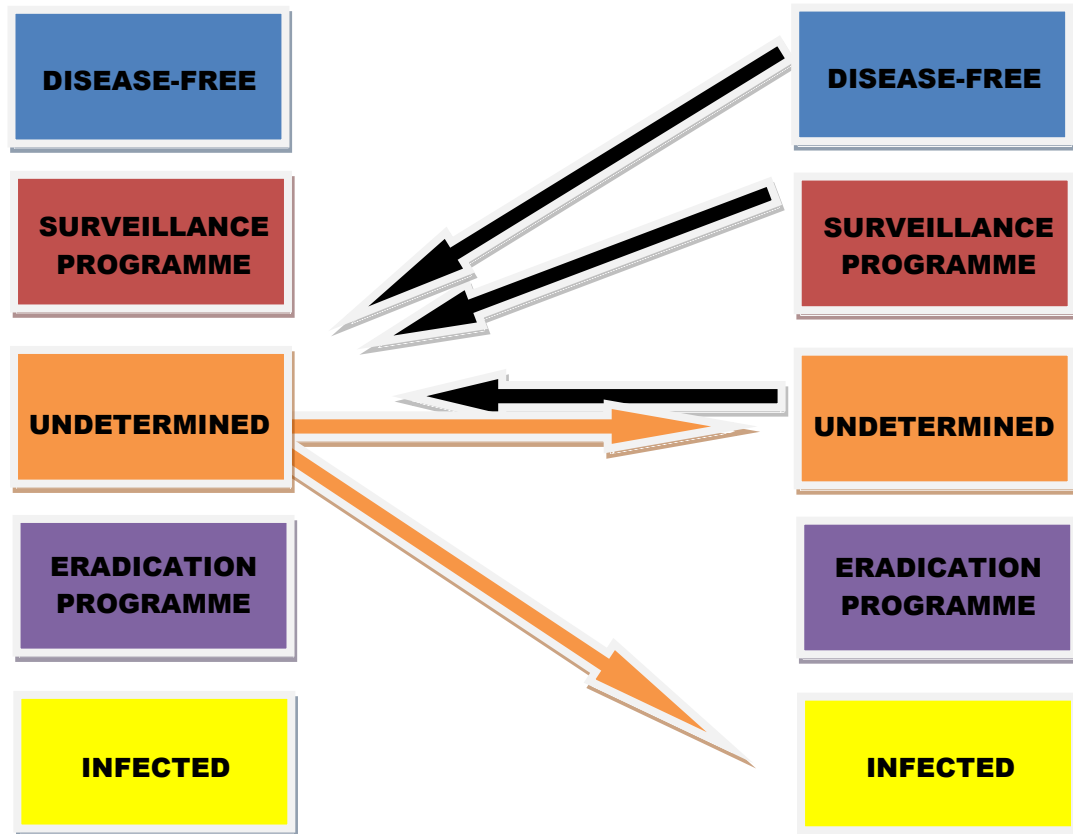 DISEASE-FREE
SURVEILLANCE
PROGRAMME
UNDETERMINED
ERADICATION
PROGRAMME
INFECTED
DISEASE-FREE
SURVEILLANCE
PROGRAMME
UNDETERMINED
ERADICATION
PROGRAMME
INFECTED